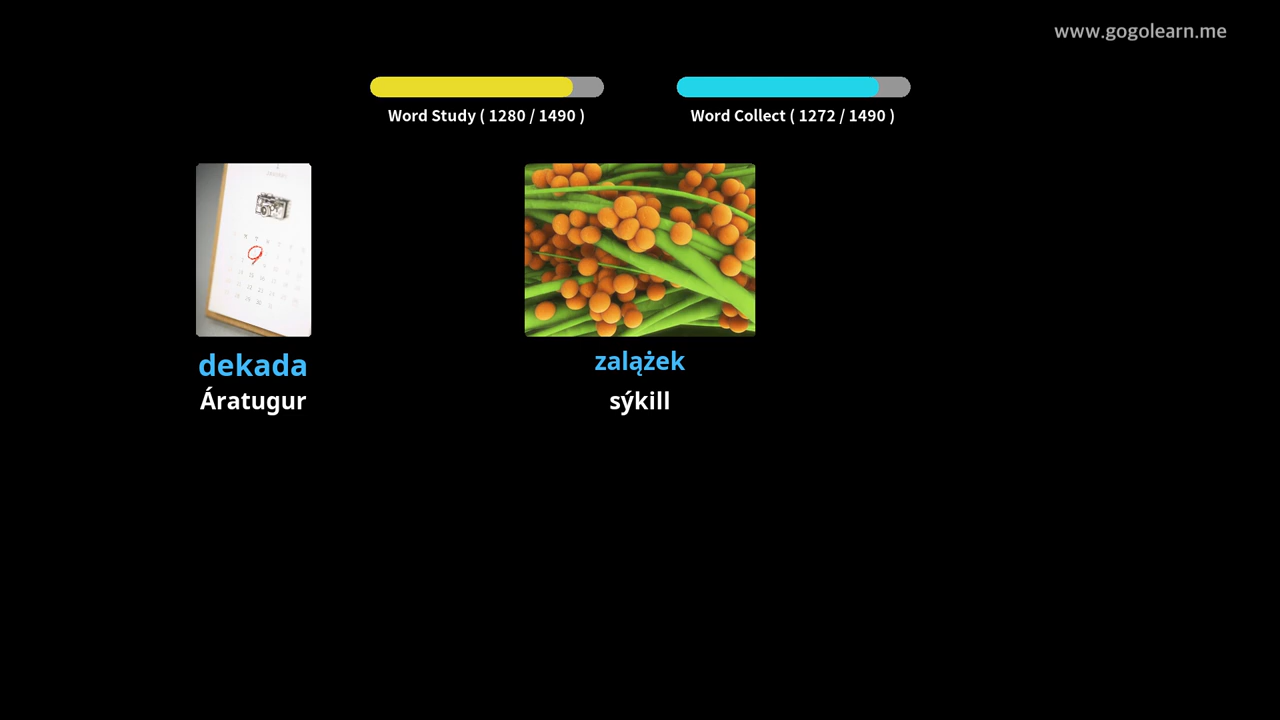 www.gogolearn.me
Word Study ( 1280 / 1490 )
Word Collect ( 1272 / 1490 )
dekada
Áratugur
zalążek
sýkill